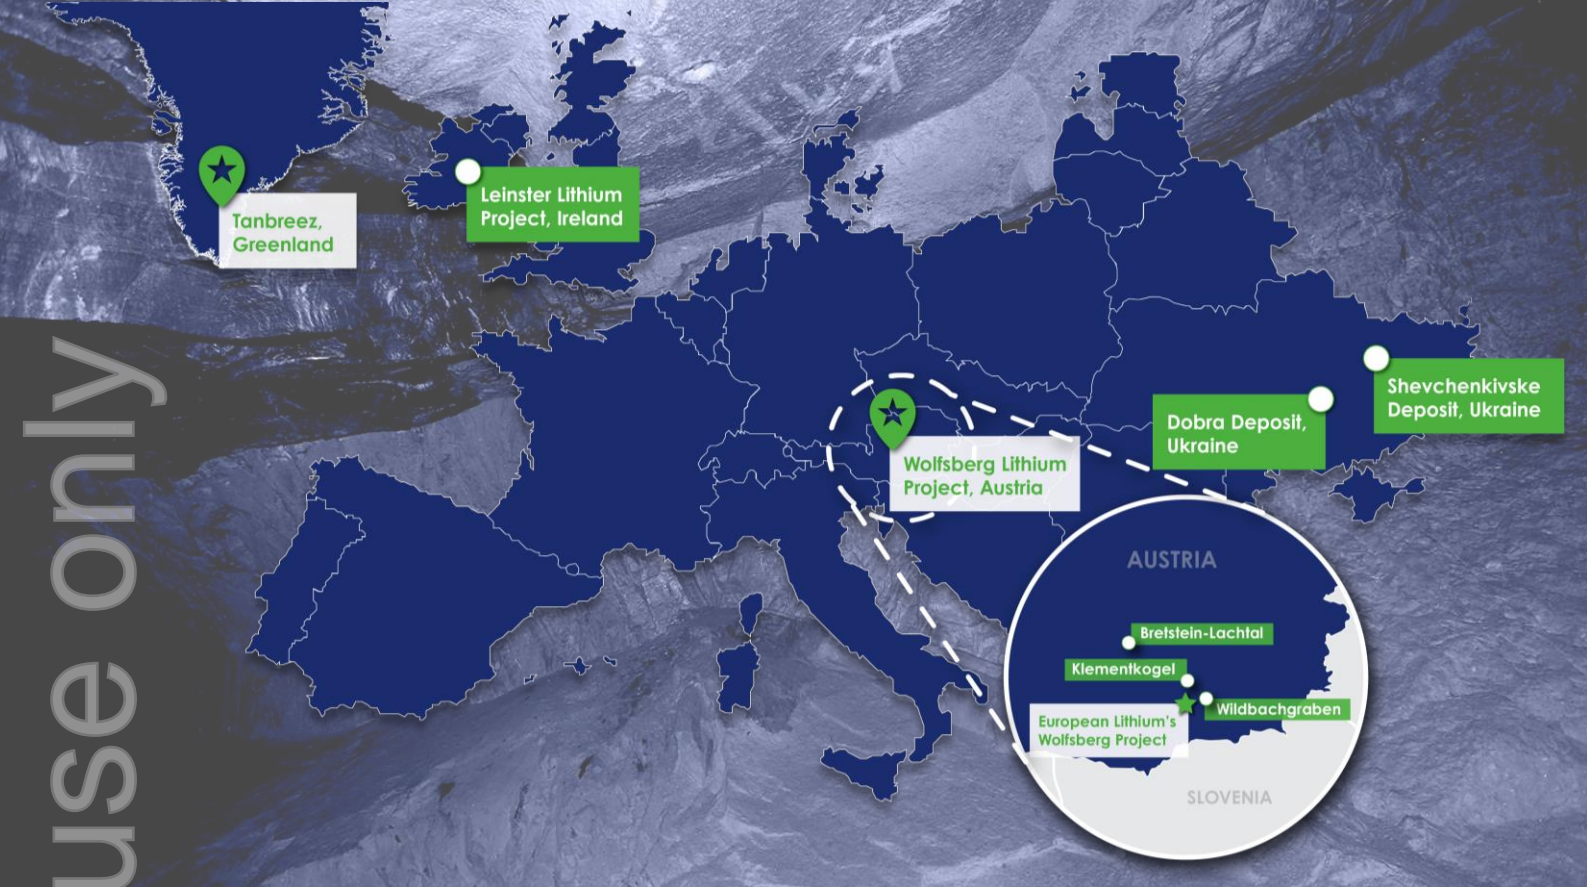 use only
Tanbreez,
Greenland
Leinster Lithium
Project, Ireland
Shevchenkivske
Deposit, Ukraine
Dobra Deposit,
Ukraine
Wolfsberg Lithium
Project, Austria
AUSTRIA
Bretstein-Lachtal
Klementkogel
Wildbachgraben
European Lithium's
Wolfsberg Project
SLOVENIA